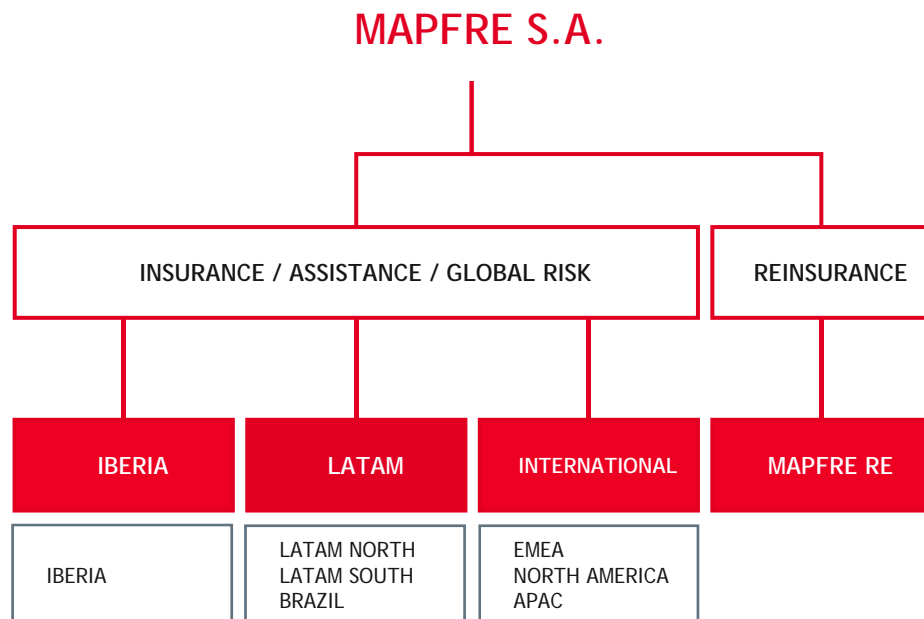 MAPFRE S.A.
INSURANCE / ASSISTANCE / GLOBAL RISK
REINSURANCE
IBERIA
LATAM
INTERNATIONAL
MAPFRE RE
IBERIA
LATAM NORTH
LATAM SOUTH
BRAZIL
EMEA
NORTH AMERICA
APAC